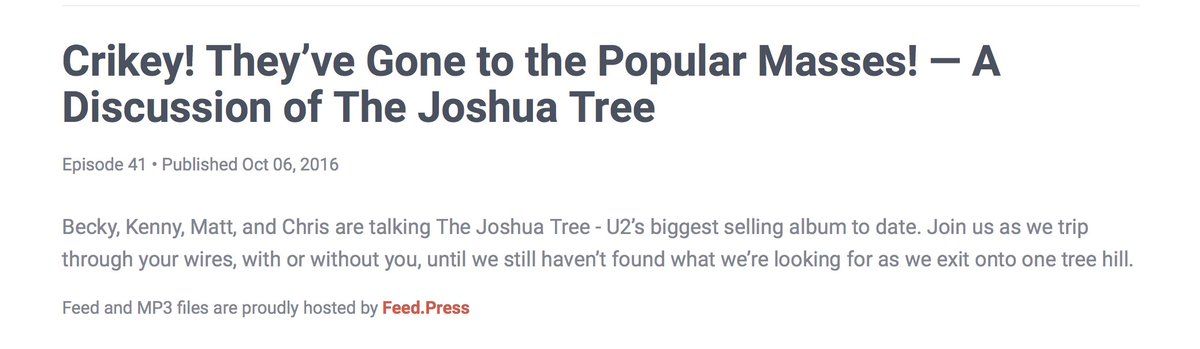 Crikey! They’ve Gone to the Popular Masses! — A
Discussion of The Joshua Tree
Episode 41 • Published Oct 06, 2016
Becky, Kenny, Matt, and Chris are talking The Joshua Tree - U2’s biggest selling album to date. Join us as we trip
through your wires, with or without you, until we still haven’t found what we’re looking for as we exit onto one tree hill.
Feed and MP3 files are proudly hosted by Feed.Press